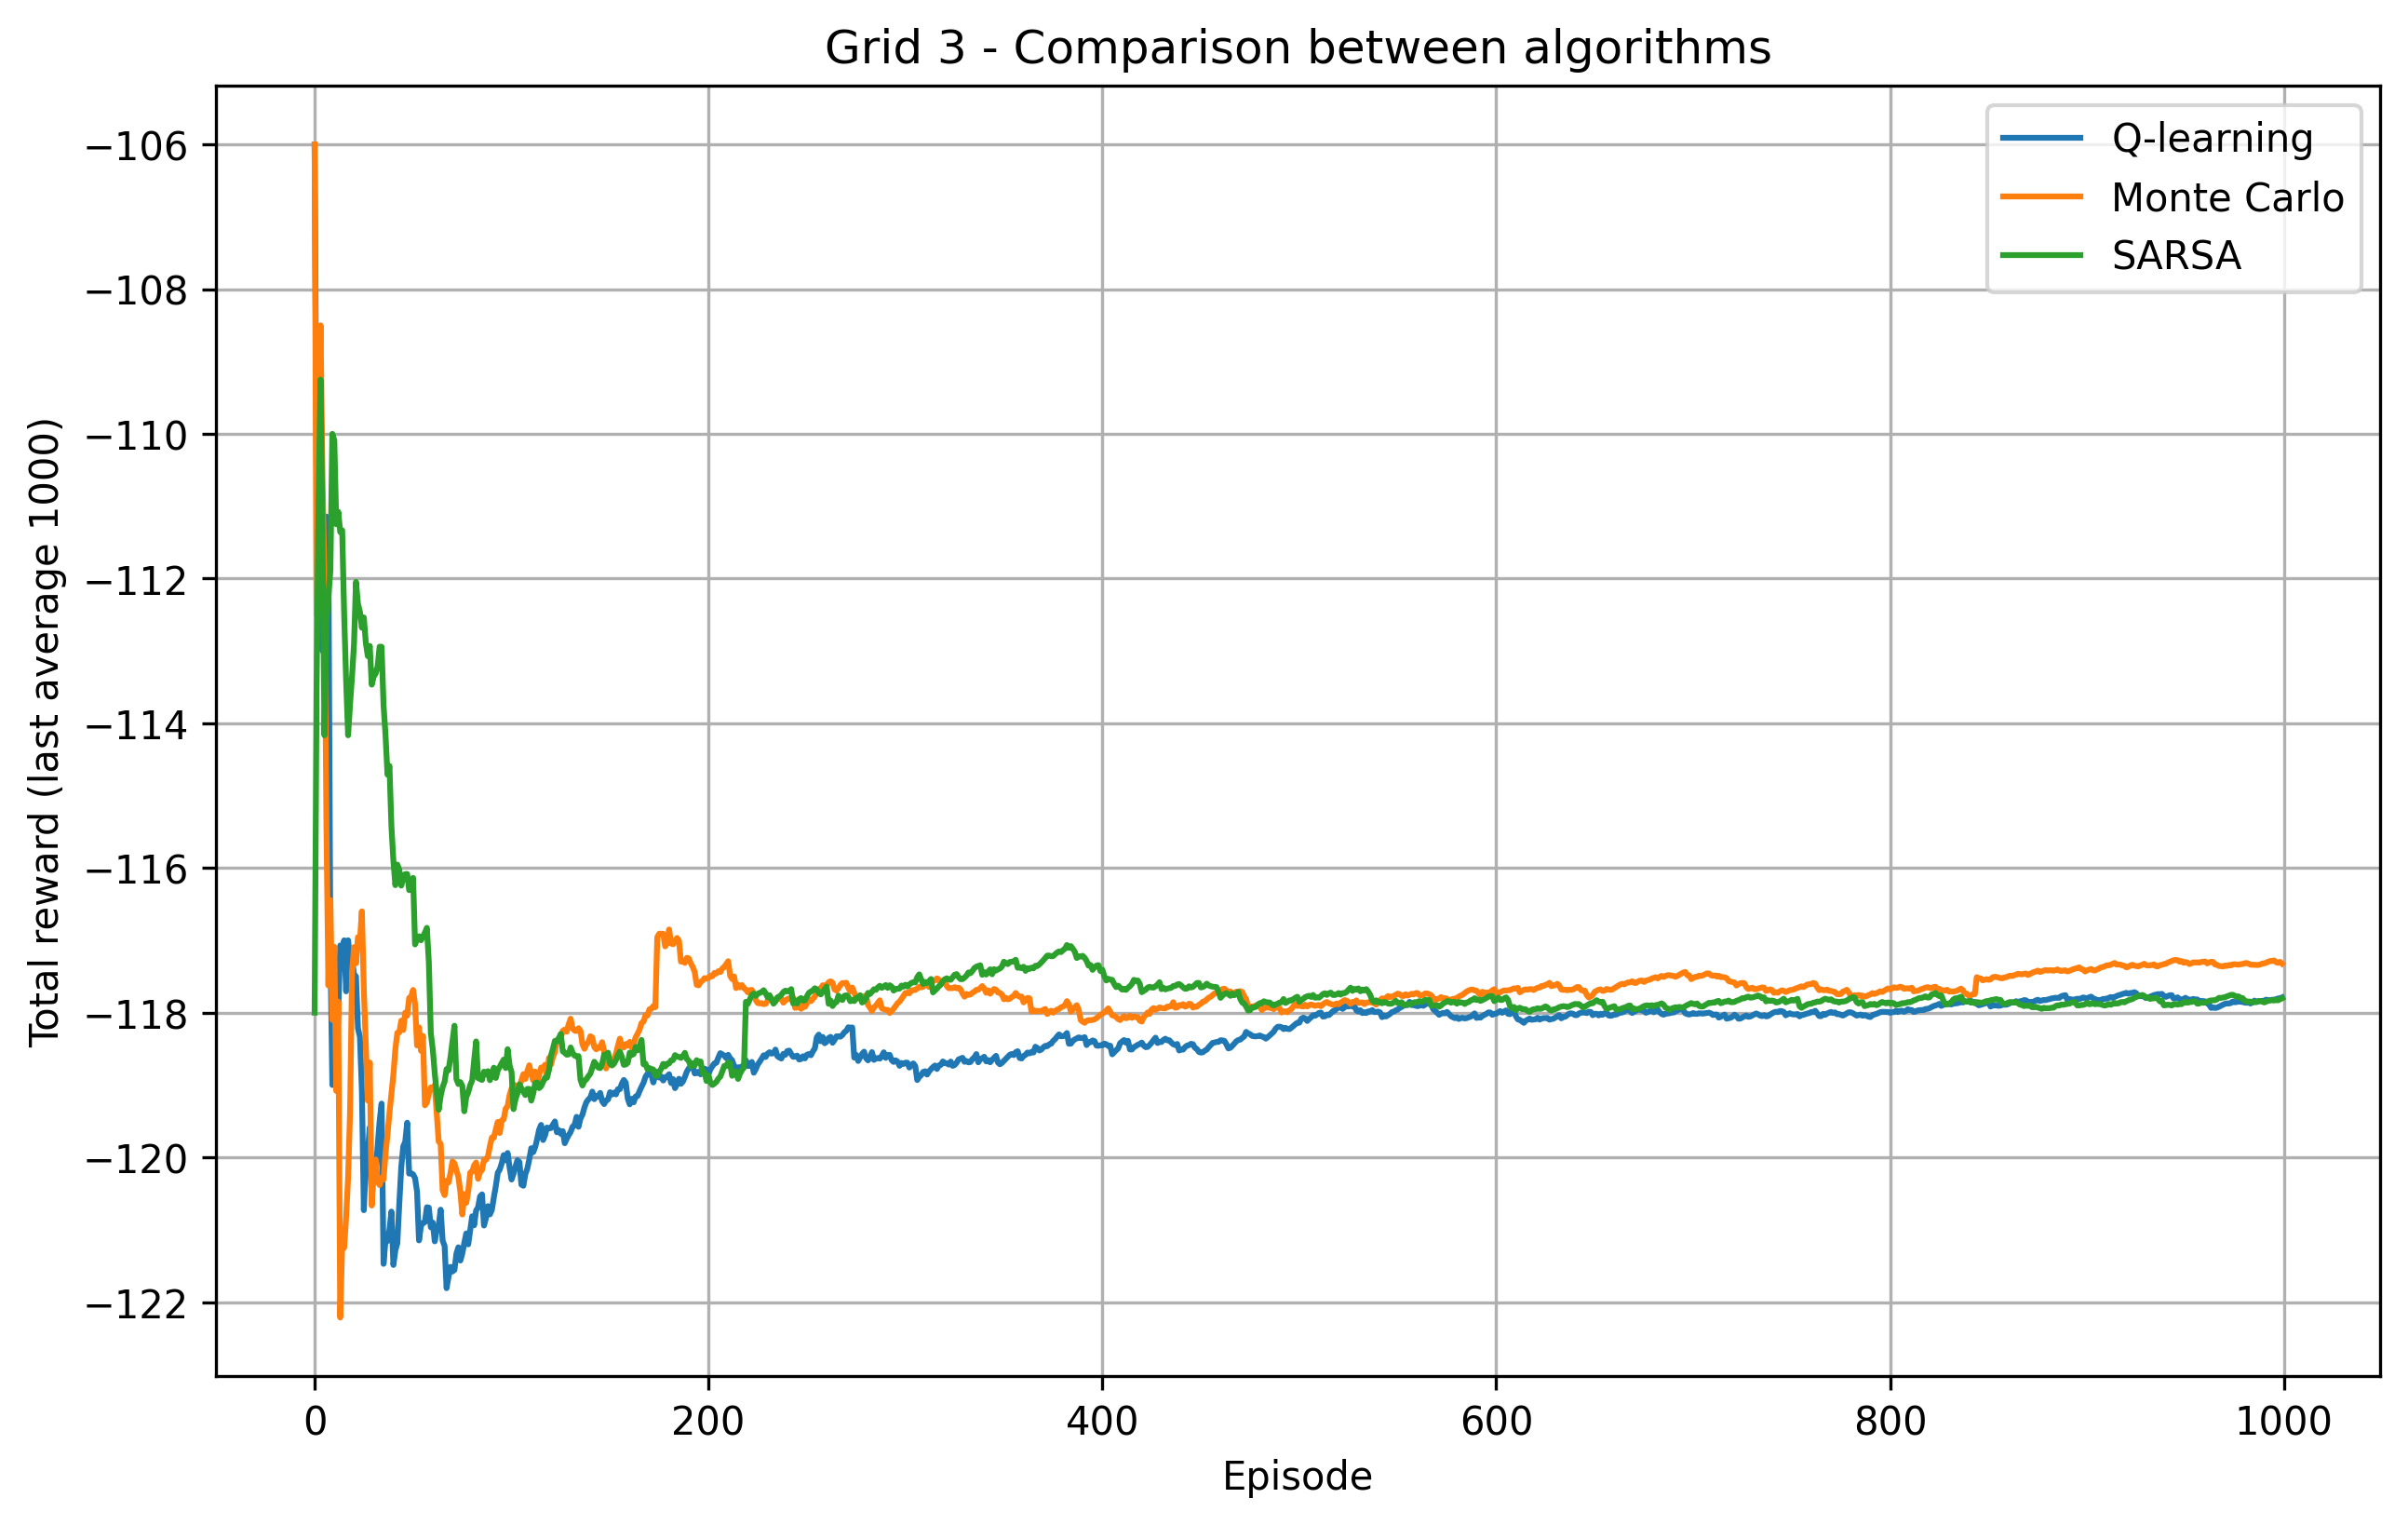 Grid 3 - Comparison between algorithms
Q-learning
Monte Carlo
SARSA
Total reward (last average 1000)
−106
−108
−110
−112
−114
−116
−118
−120
−122
0 200 400 600 800 1000
Episode